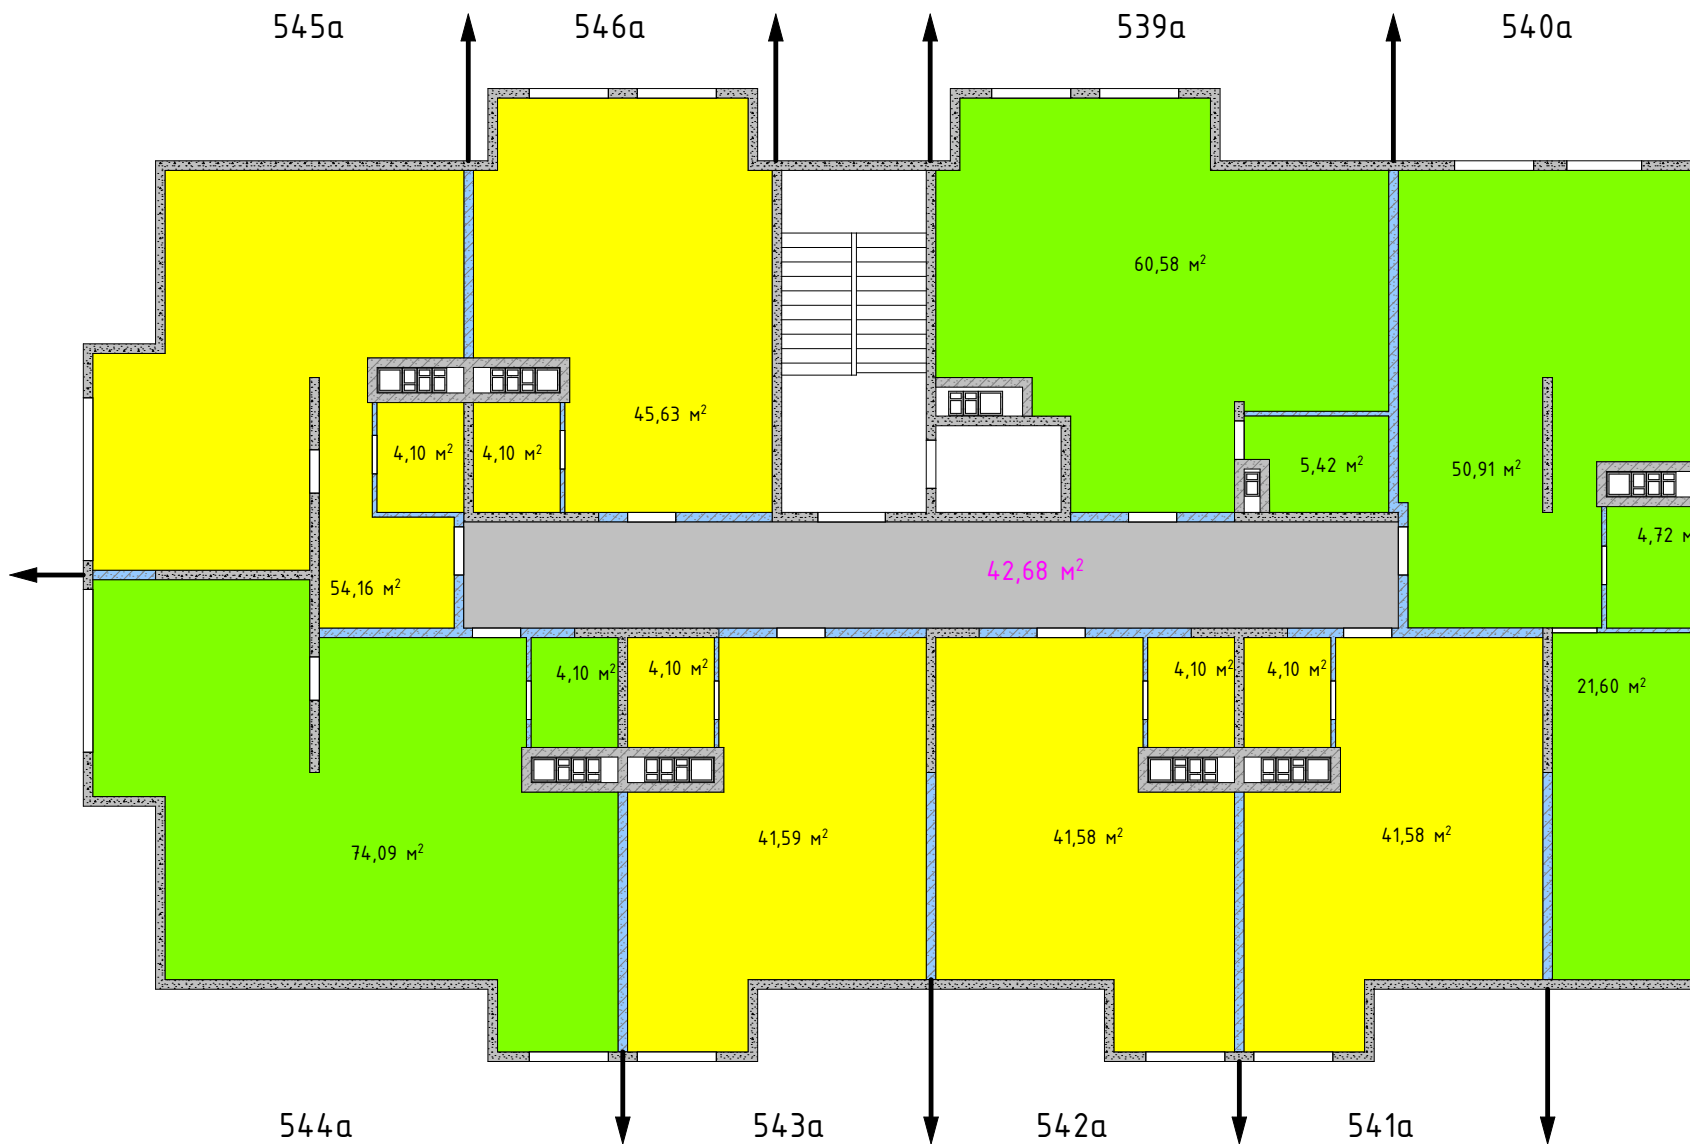 545а
546а
539а
540а
60,58 м²
45,63 м²
4,10 м²
4,10 м²
5,42 м²
50,91 м²
4,72 м
42,68 м²
54,16 м²
4,10 м²
4,10 м²
4,10 м²
4,10 м²
21,60 м²
74,09 м²
41,59 м²
41,58 м²
41,58 м²
544а
543а
542а
541а